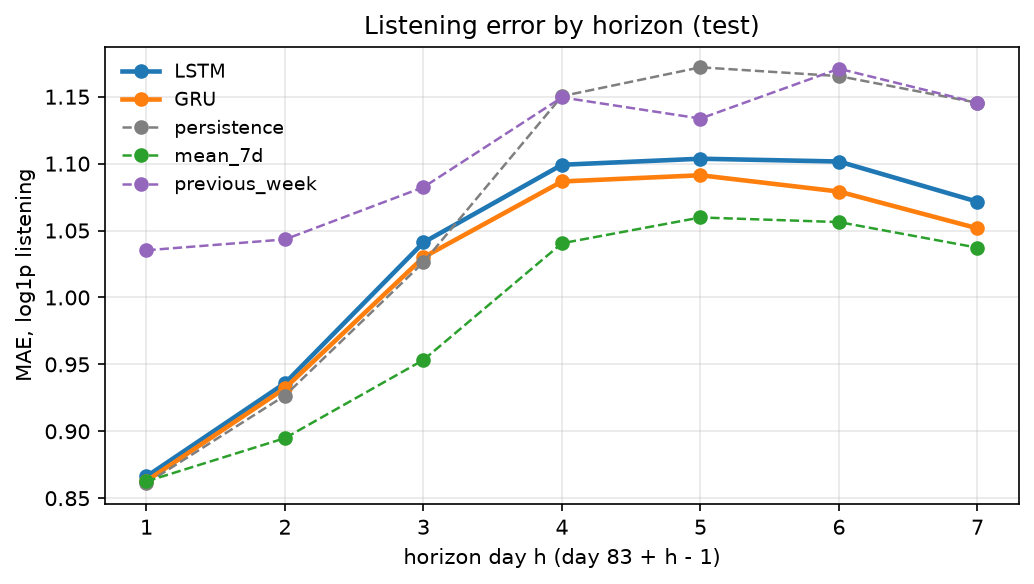 Listening error by horizon (test)
LSTM
GRU
persistence
mean_7d
previous_week
MAE, log1p listening
1.15
1.10
1.05
1.00
0.95
0.90
0.85
1 2 3 4 5 6 7
horizon day h (day 83 + h - 1)